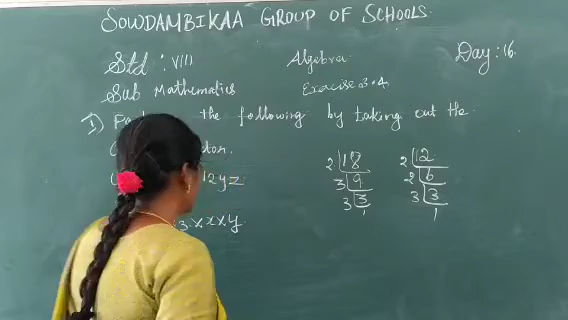 SOWDAMBIKAA GROUP OF SCHOOLS.
Std : VIII Algebra Day : 16
Sub Mathematics Exercise 3.4
1) the following by taking out the
12yz
3 x x x y
2 18
3 9
3 3
1
2 12
2 6
3 3
1